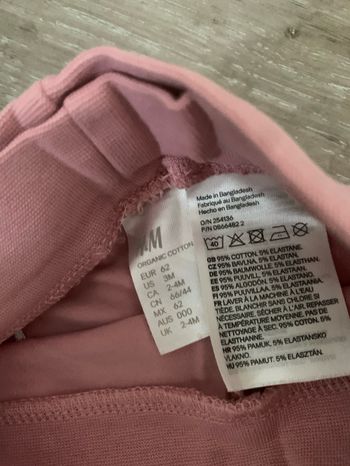 H&M
ORGANIC COTTON
EUR 62
US 3M
CA 2-4M
CN 66/44
MX 62
AUS 000
UK 2-4M
Made in Bangladesh
Fabriqué au Bangladesh
Hecho en Bangladesh
O/N 254136
P/N 0866482 2
40
GB 95% COTTON, 5% ELASTANE.
CZ 95% BAVLNA, 5% ELASTAN.
DE 95% BAUMWOLLE, 5% ELASTAN.
EE 95% PUUVILL, 5% ELASTAAN.
ES 95% ALGODÓN, 5% ELASTANO.
FI 95% PUUVILLAA, 5% ELASTAANIA.
FR LAVER À LA MACHINE À L'EAU
TIÈDE. BLANCHIR SANS CHLORE SI
NÉCESSAIRE. SÉCHER À L'AIR. REPASSER
À TEMPÉRATURE MOYENNE. PAS DE
NETTOYAGE À SEC. 95% COTON, 5%
ÉLASTHANNE.
HR 95% PAMUK, 5% ELASTANSKO
VLAKNO.
HU 95% PAMUT, 5% ELASZTÁN.